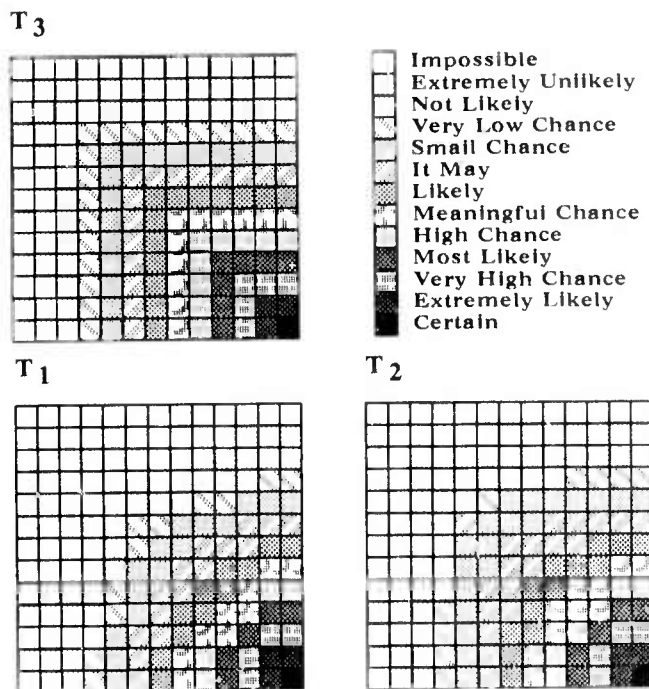 T3
Impossible
Extremely Unlikely
Not Likely
Very Low Chance
Small Chance
It May
Likely
Meaningful Chance
High Chance
Most Likely
Very High Chance
Extremely Likely
Certain
T1
T2